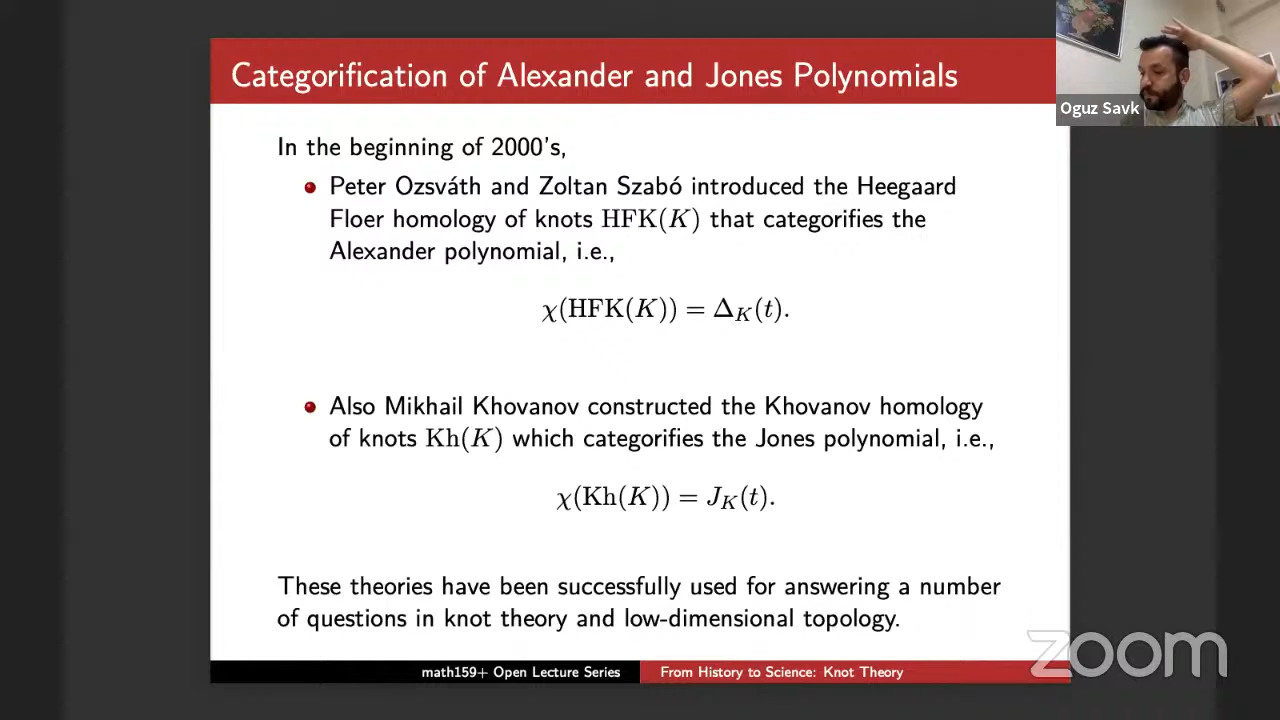 Categorification of Alexander and Jones Polynomials
Oguz Savk
In the beginning of 2000's,
Peter Ozsváth and Zoltan Szabó introduced the Heegaard
Floer homology of knots HFK(K) that categorifies the
Alexander polynomial, i.e.,
χ(HFK(K)) = Δ_K(t).
Also Mikhail Khovanov constructed the Khovanov homology
of knots Kh(K) which categorifies the Jones polynomial, i.e.,
χ(Kh(K)) = J_K(t).
These theories have been successfully used for answering a number
of questions in knot theory and low-dimensional topology.
zoom
math159+ Open Lecture Series
From History to Science: Knot Theory